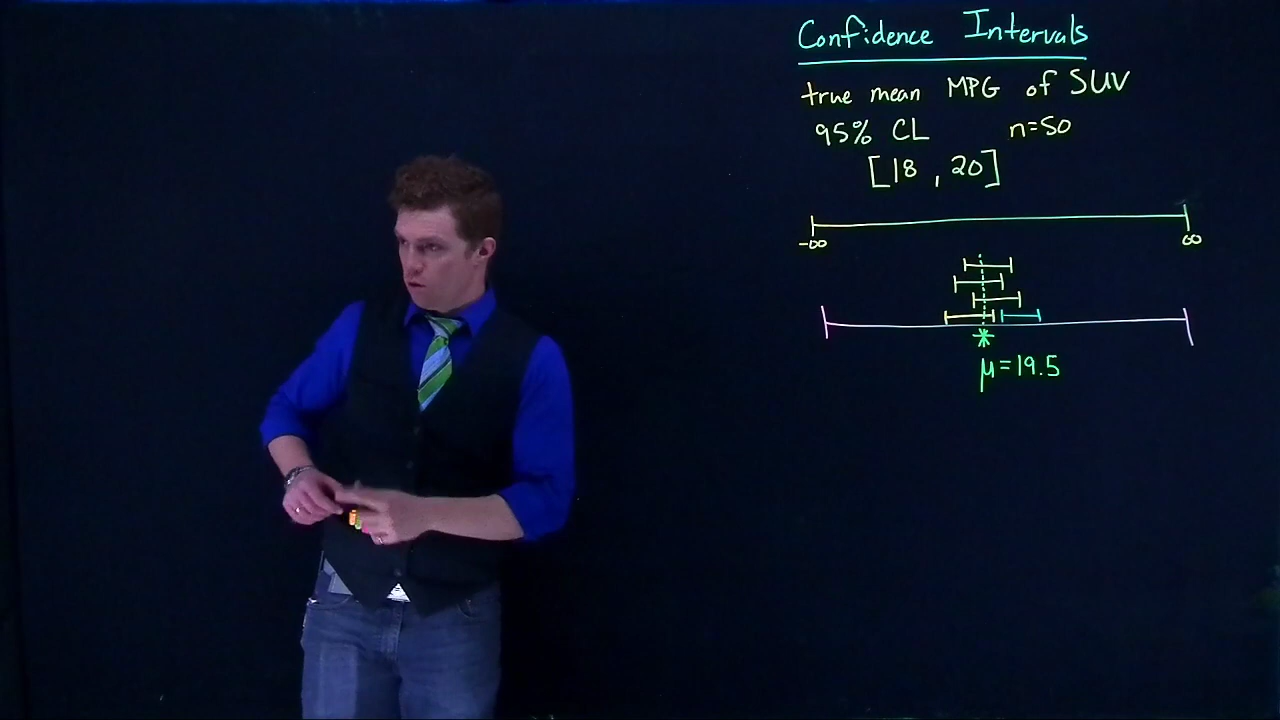 Confidence Intervals
true mean MPG of SUV
95% CL n=50
[18 , 20]
-∞ ∞
μ=19.5